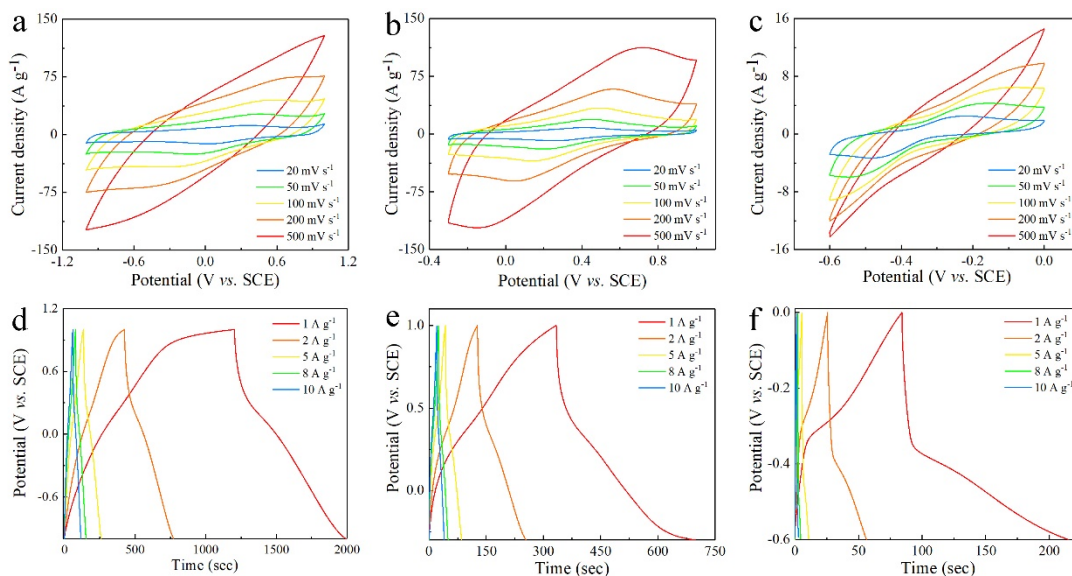 a
150
75
0
-75
-150
-1.2 -0.6 0.0 0.6 1.2
Current density (A g-1)
Potential (V vs. SCE)
20 mV s-1
50 mV s-1
100 mV s-1
200 mV s-1
500 mV s-1
b
150
75
0
-75
-150
-0.4 0.0 0.4 0.8
Current density (A g-1)
Potential (V vs. SCE)
20 mV s-1
50 mV s-1
100 mV s-1
200 mV s-1
500 mV s-1
c
16
8
0
-8
-16
-0.6 -0.4 -0.2 0.0
Current density (A g-1)
Potential (V vs. SCE)
20 mV s-1
50 mV s-1
100 mV s-1
200 mV s-1
500 mV s-1
d
1.2
0.6
0.0
-0.6
0 500 1000 1500 2000
Potential (V vs. SCE)
Time (sec)
1 A g-1
2 A g-1
5 A g-1
8 A g-1
10 A g-1
e
1.0
0.5
0.0
0 150 300 450 600 750
Potential (V vs. SCE)
Time (sec)
1 A g-1
2 A g-1
5 A g-1
8 A g-1
10 A g-1
f
0.0
-0.2
-0.4
-0.6
0 50 100 150 200
Potential (V vs. SCE)
Time (sec)
1 A g-1
2 A g-1
5 A g-1
8 A g-1
10 A g-1